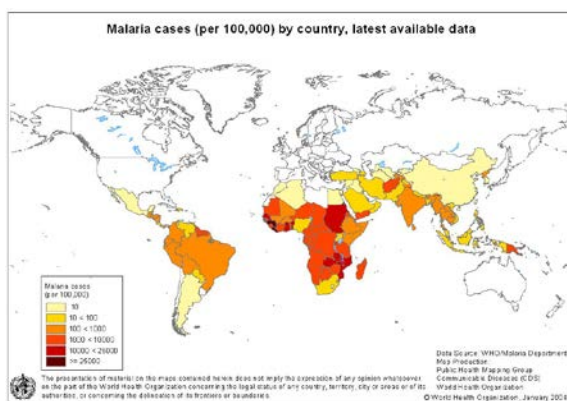 Malaria cases (per 100,000) by country, latest available data
Malaria cases
(per 100,000)
10
10 < 100
100 < 1000
1000 < 10000
10000 < 25000
>= 25000
Data Source: WHO/Malaria Department
Map Production:
Public Health Mapping Group
Communicable Diseases (CDS)
World Health Organization
The presentation of material on the maps contained herein does not imply the expression of any opinion whatsoever
on the part of the World Health Organization concerning the legal status of any country, territory, city or areas or of its
authorities, or concerning the delineation of its frontiers or boundaries.
© World Health Organization, January